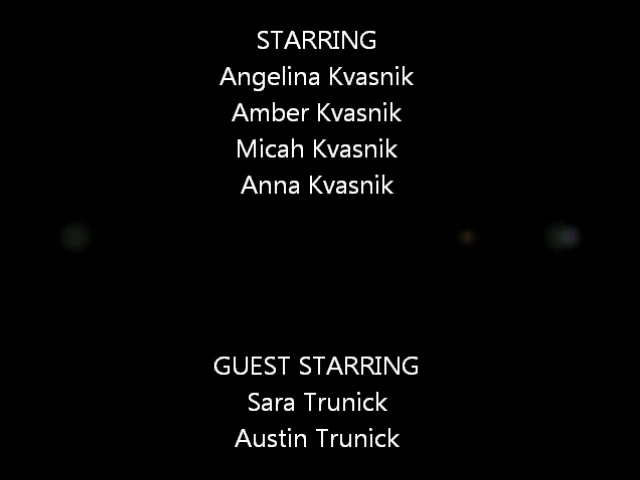 STARRING
Angelina Kvasnik
Amber Kvasnik
Micah Kvasnik
Anna Kvasnik
GUEST STARRING
Sara Trunick
Austin Trunick